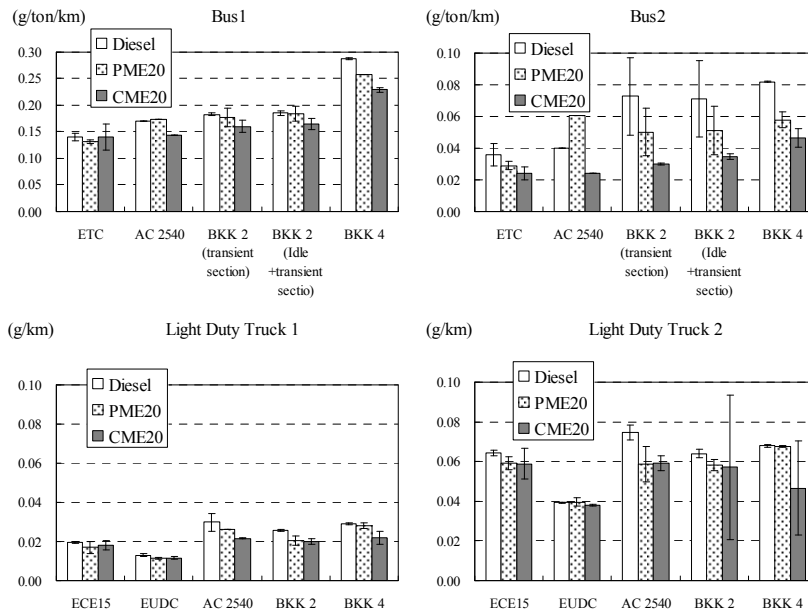 (g/ton/km)
Bus1
0.30
0.25
0.20
0.15
0.10
0.05
0.00
Diesel
PME20
CME20
ETC
AC 2540
BKK 2
(transient
section)
BKK 2
(Idle
+transient
sectio)
BKK 4
(g/ton/km)
Bus2
0.10
0.08
0.06
0.04
0.02
0.00
Diesel
PME20
CME20
ETC
AC 2540
BKK 2
(transient
section)
BKK 2
(Idle
+transient
sectio)
BKK 4
(g/km)
Light Duty Truck 1
0.10
0.08
0.06
0.04
0.02
0.00
Diesel
PME20
CME20
ECE15
EUDC
AC 2540
BKK 2
BKK 4
(g/km)
Light Duty Truck 2
0.10
0.08
0.06
0.04
0.02
0.00
Diesel
PME20
CME20
ECE15
EUDC
AC 2540
BKK 2
BKK 4